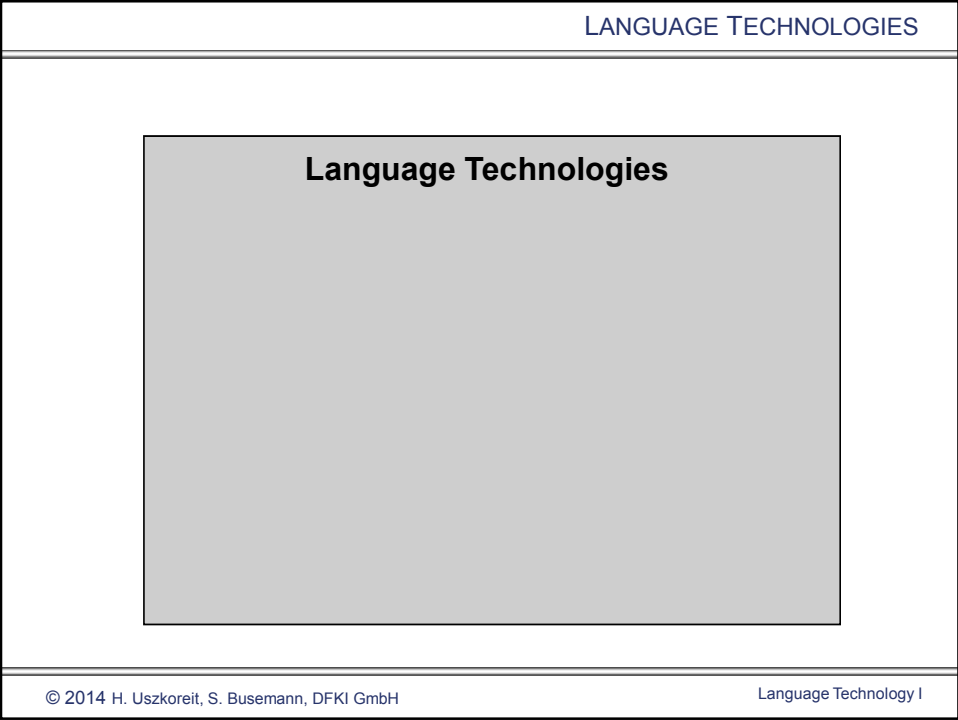 LANGUAGE TECHNOLOGIES
Language Technologies
© 2014 H. Uszkoreit, S. Busemann, DFKI GmbH
Language Technology I